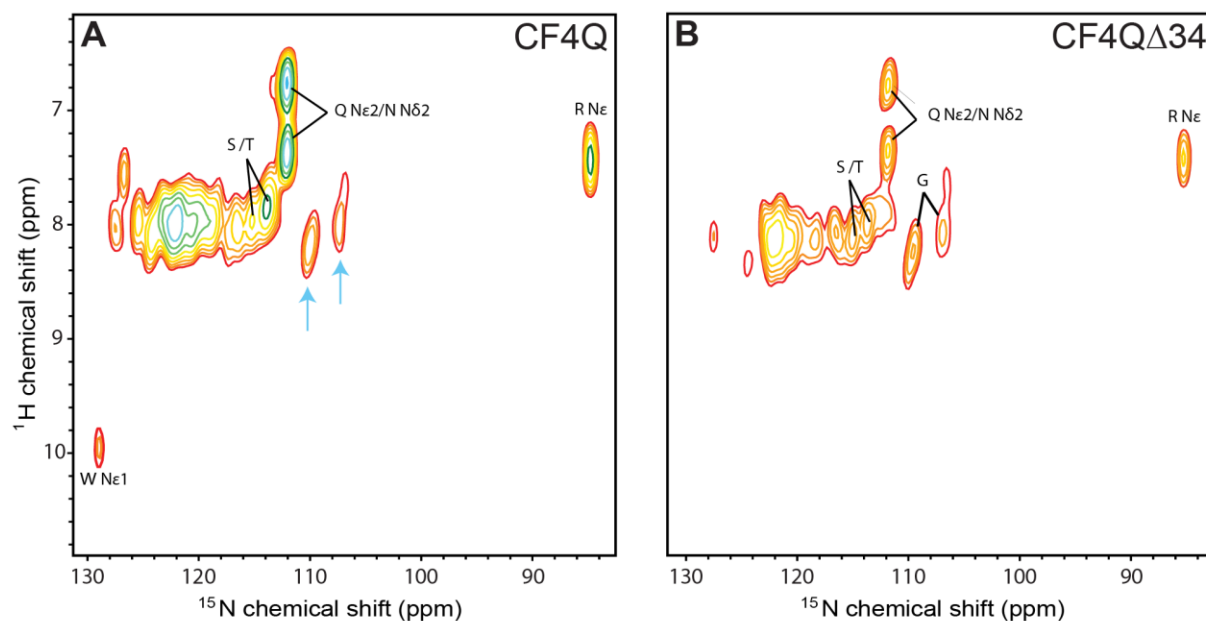 A
CF4Q
7
8
9
10
130
120
110
100
90
¹H chemical shift (ppm)
¹⁵N chemical shift (ppm)
Q Nε2/N Nδ2
R Nε
S/T
W Nε1
B
CF4QΔ34
Q Nε2/N Nδ2
R Nε
S/T
G
130
120
110
100
90
¹⁵N chemical shift (ppm)